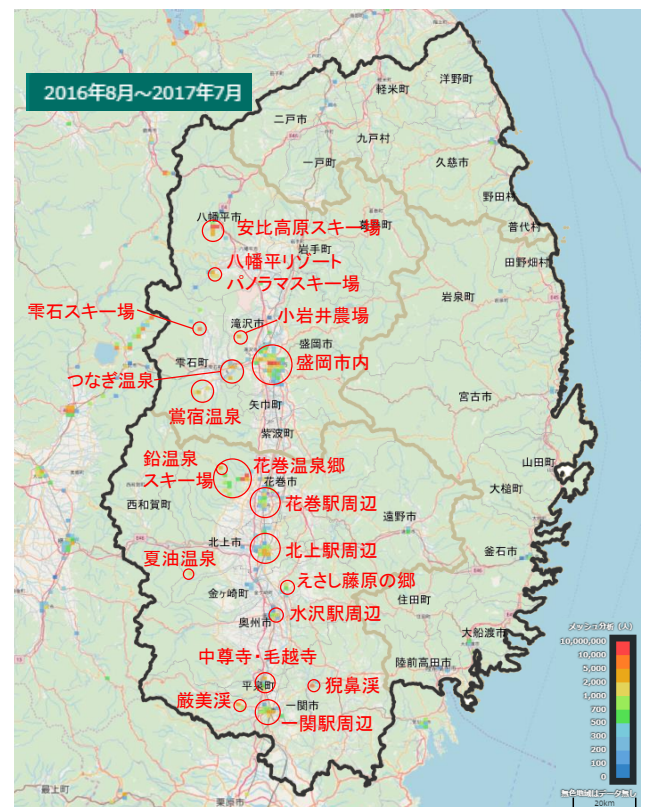 2016年8月～2017年7月
洋野町
軽米町
二戸市
九戸村
一戸町
久慈市
野田村
八幡平市
安比高原スキー場
普代村
岩手町
八幡平リゾート
パノラマスキー場
田野畑村
岩泉町
雫石スキー場
滝沢市
小岩井農場
盛岡市
雫石町
盛岡市内
つなぎ温泉
宮古市
矢巾町
鶯宿温泉
紫波町
鉛温泉
スキー場
花巻温泉郷
花巻市
山田町
大槌町
西和賀町
花巻駅周辺
遠野市
北上市
北上駅周辺
釜石市
夏油温泉
えさし藤原の郷
金ヶ崎町
住田町
水沢駅周辺
奥州市
大船渡市
中尊寺・毛越寺
陸前高田市
平泉町
猊鼻渓
厳美渓
一関市
一関駅周辺
最上町
栗原市
メッシュ分析（人）
10,000,000
10,000
5,000
2,000
1,000
700
500
300
200
100
0
無色地域はデータ無し
20km